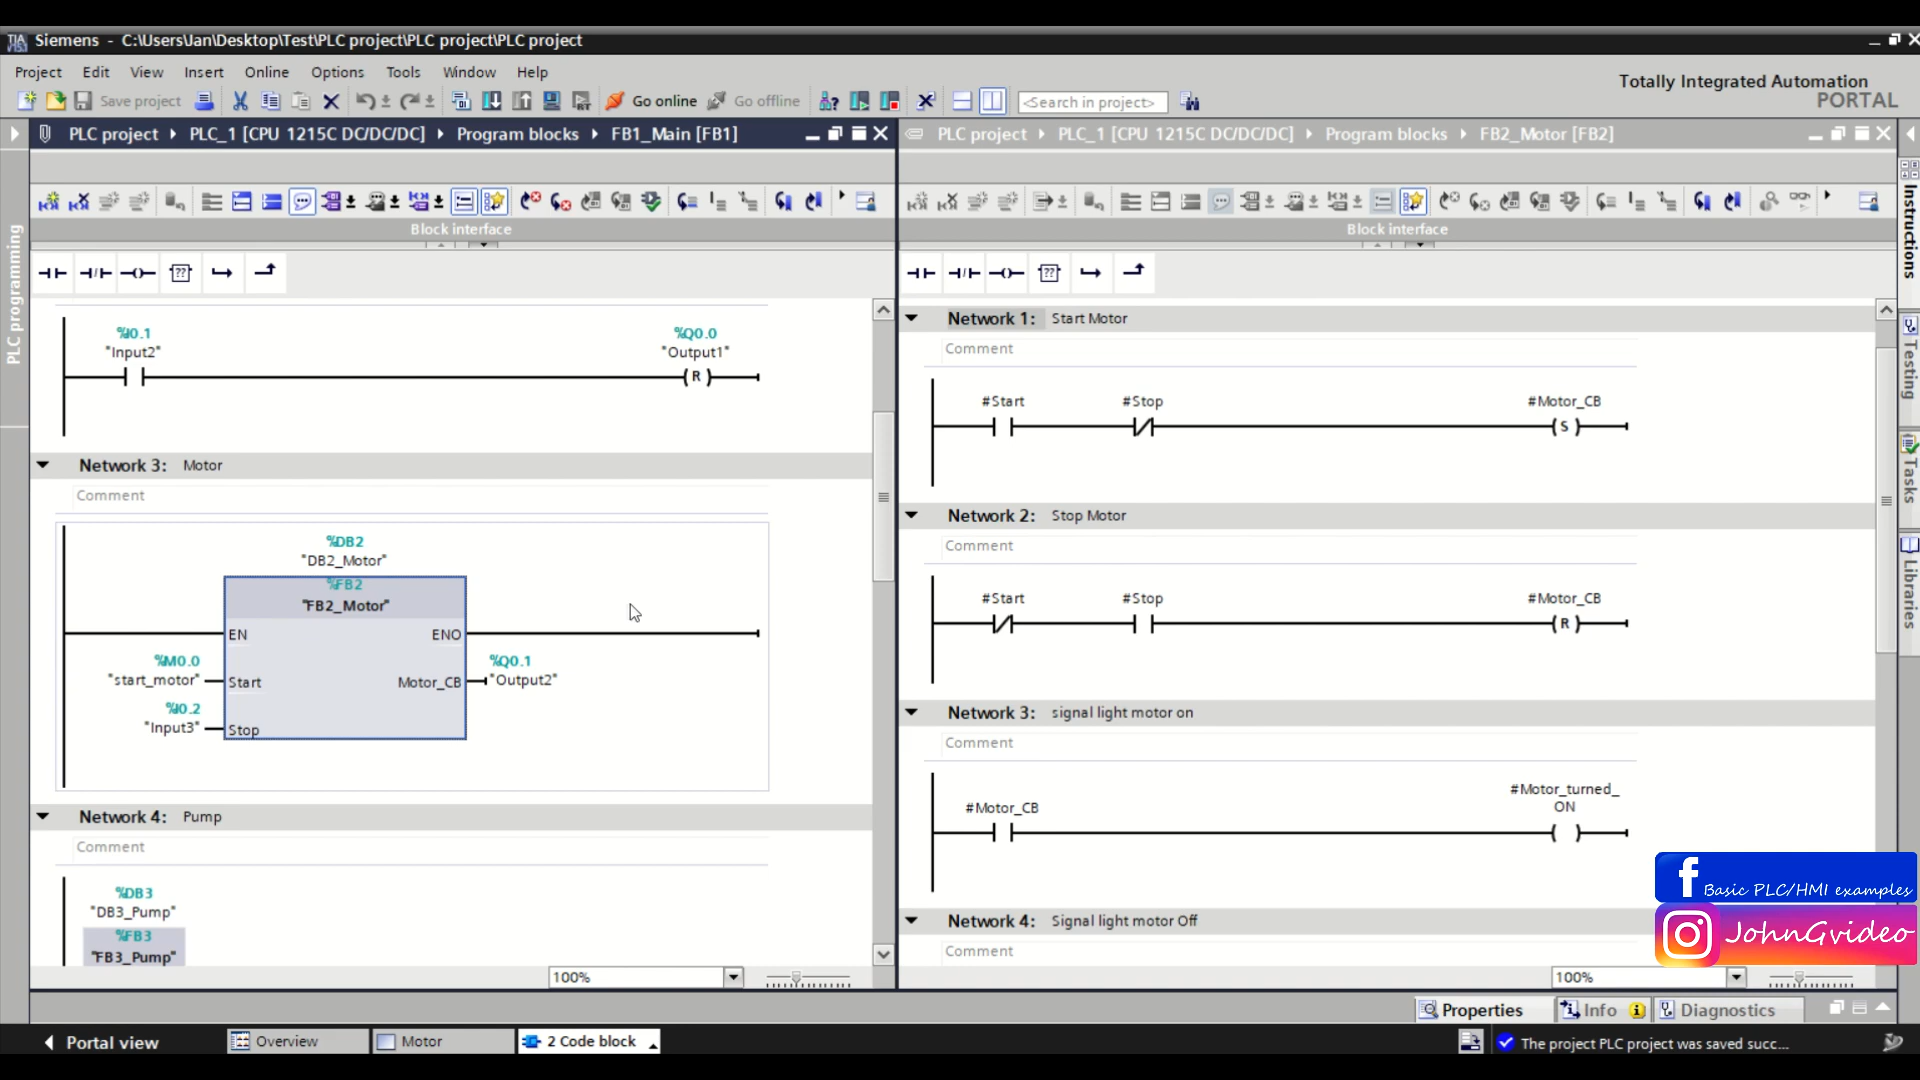 Siemens - C:\Users\Jan\Desktop\Test\PLC project\PLC project\PLC project
Project Edit View Insert Online Options Tools Window Help
Totally Integrated Automation
PORTAL
Save project
Go online
Go offline
<Search in project>
PLC project PLC_1 [CPU 1215C DC/DC/DC] Program blocks FB1_Main [FB1]
Block interface
%I0.1
"Input2"
%Q0.0
"Output1"
R
Network 3: Motor
Comment
%DB2
"DB2_Motor"
%FB2
"FB2_Motor"
EN
ENO
%M0.0
"start_motor"
Start
Motor_CB
%Q0.1
"Output2"
%I0.2
"Input3"
Stop
Network 4: Pump
Comment
%DB3
"DB3_Pump"
%FB3
"FB3_Pump"
100%
PLC project PLC_1 [CPU 1215C DC/DC/DC] Program blocks FB2_Motor [FB2]
Block interface
Network 1: Start Motor
Comment
#Start
#Stop
#Motor_CB
S
Network 2: Stop Motor
Comment
#Start
#Stop
#Motor_CB
R
Network 3: signal light motor on
Comment
#Motor_CB
#Motor_turned_
ON
Network 4: Signal light motor Off
Comment
100%
PLC programming
Instructions
Testing
Tasks
Libraries
Basic PLC/HMI examples
JohnGvideo
Properties
Info
Diagnostics
Portal view
Overview
Motor
2 Code block
The project PLC project was saved succ...